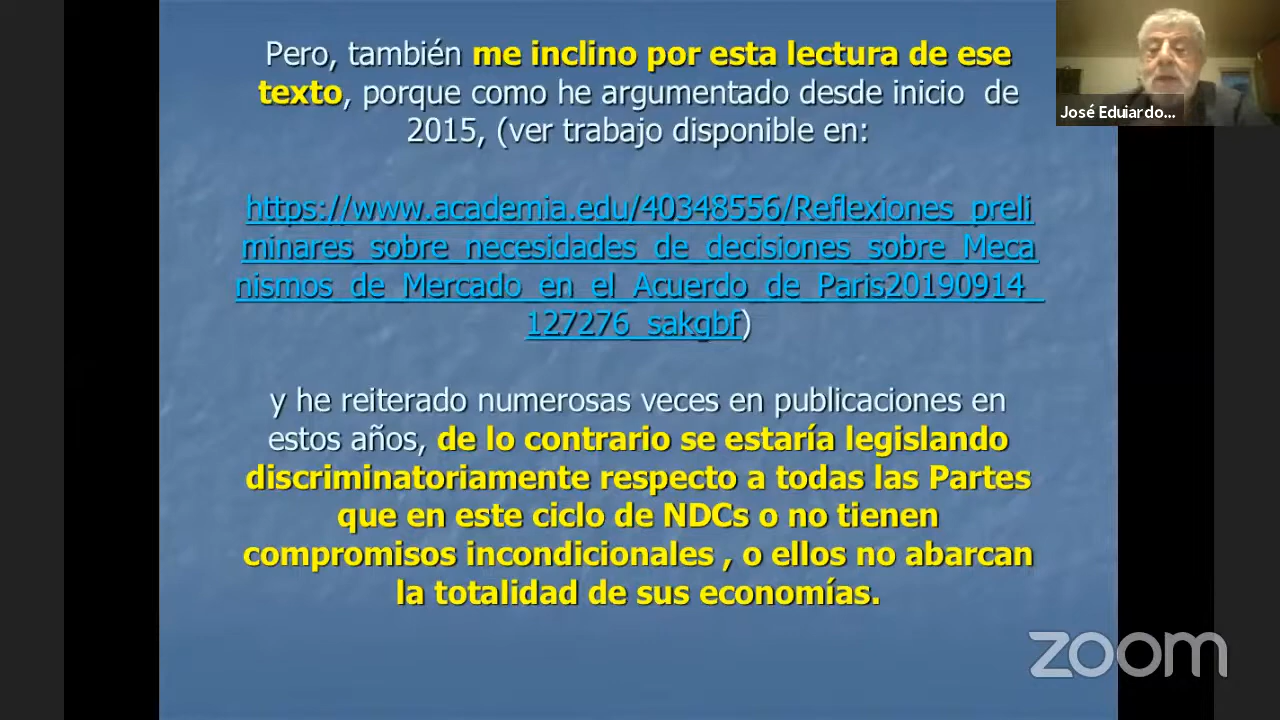 Pero, también me inclino por esta lectura de ese
texto, porque como he argumentado desde inicio de
2015, (ver trabajo disponible en:
https://www.academia.edu/40348556/Reflexiones_preli
minares_sobre_necesidades_de_decisiones_sobre_Meca
nismos_de_Mercado_en_el_Acuerdo_de_Paris20190914_
127276_sakgbf)
y he reiterado numerosas veces en publicaciones en
estos años, de lo contrario se estaría legislando
discriminatoriamente respecto a todas las Partes
que en este ciclo de NDCs o no tienen
compromisos incondicionales , o ellos no abarcan
la totalidad de sus economías.
José Eduiardo...
zoom